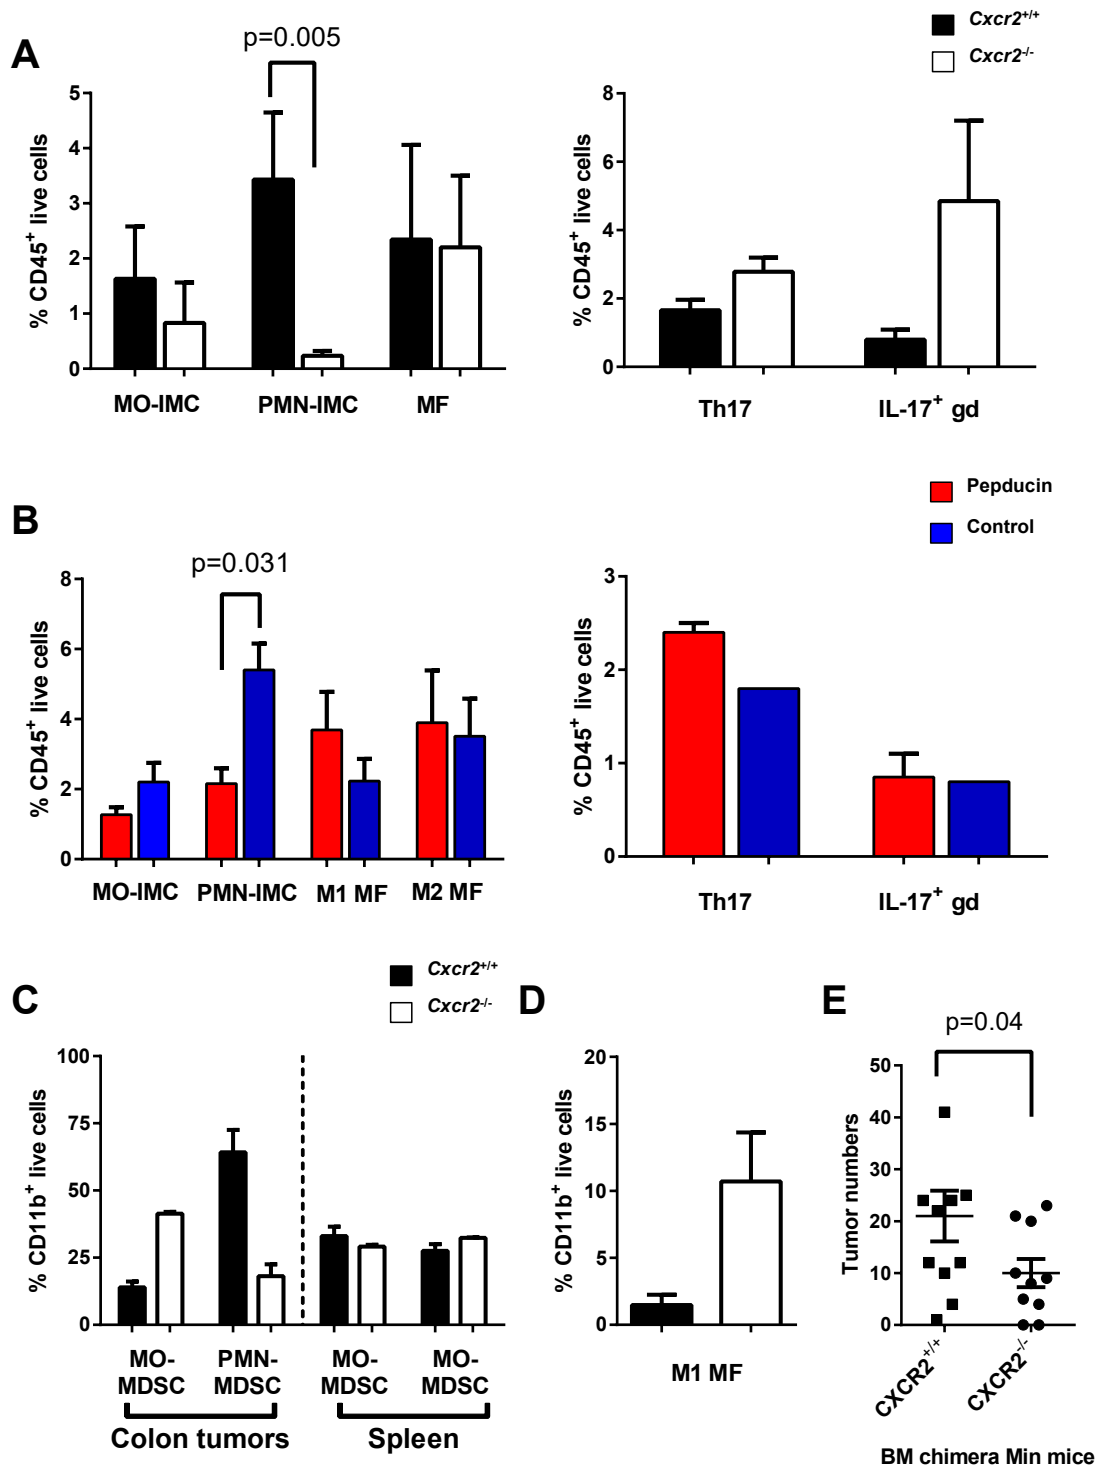 A
p=0.005
Cxcr2+/+
Cxcr2-/-
% CD45+ live cells
5
4
3
2
1
0
MO-IMC PMN-IMC MF
% CD45+ live cells
8
6
4
2
0
Th17 IL-17+ gd
B
p=0.031
Pepducin
Control
% CD45+ live cells
8
6
4
2
0
MO-IMC PMN-IMC M1 MF M2 MF
% CD45+ live cells
3
2
1
0
Th17 IL-17+ gd
C
Cxcr2+/+
Cxcr2-/-
% CD11b+ live cells
100
75
50
25
0
MO-MDSC PMN-MDSC MO-MDSC MO-MDSC
Colon tumors Spleen
D
% CD11b+ live cells
20
15
10
5
0
M1 MF
E
p=0.04
Tumor numbers
50
40
30
20
10
0
CXCR2+/+
CXCR2-/-
BM chimera Min mice